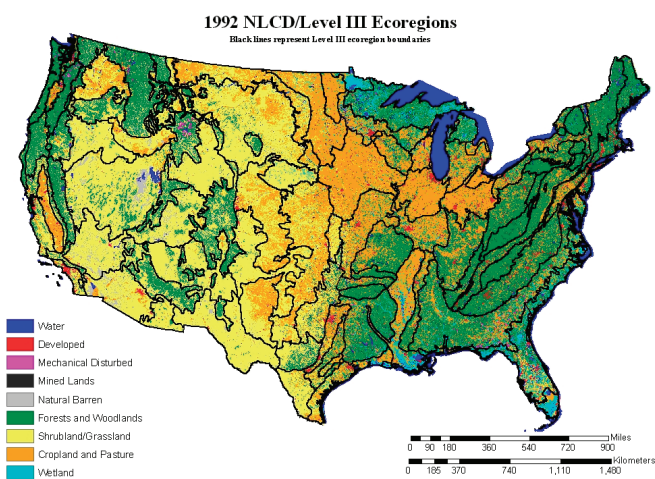 1992 NLCD/Level III Ecoregions
Black lines represent Level III ecoregion boundaries
Water
Developed
Mechanical Disturbed
Mined Lands
Natural Barren
Forests and Woodlands
Shrubland/Grassland
Cropland and Pasture
Wetland
Miles
0 90 180 360 540 720 900
Kilometers
0 185 370 740 1,110 1,480